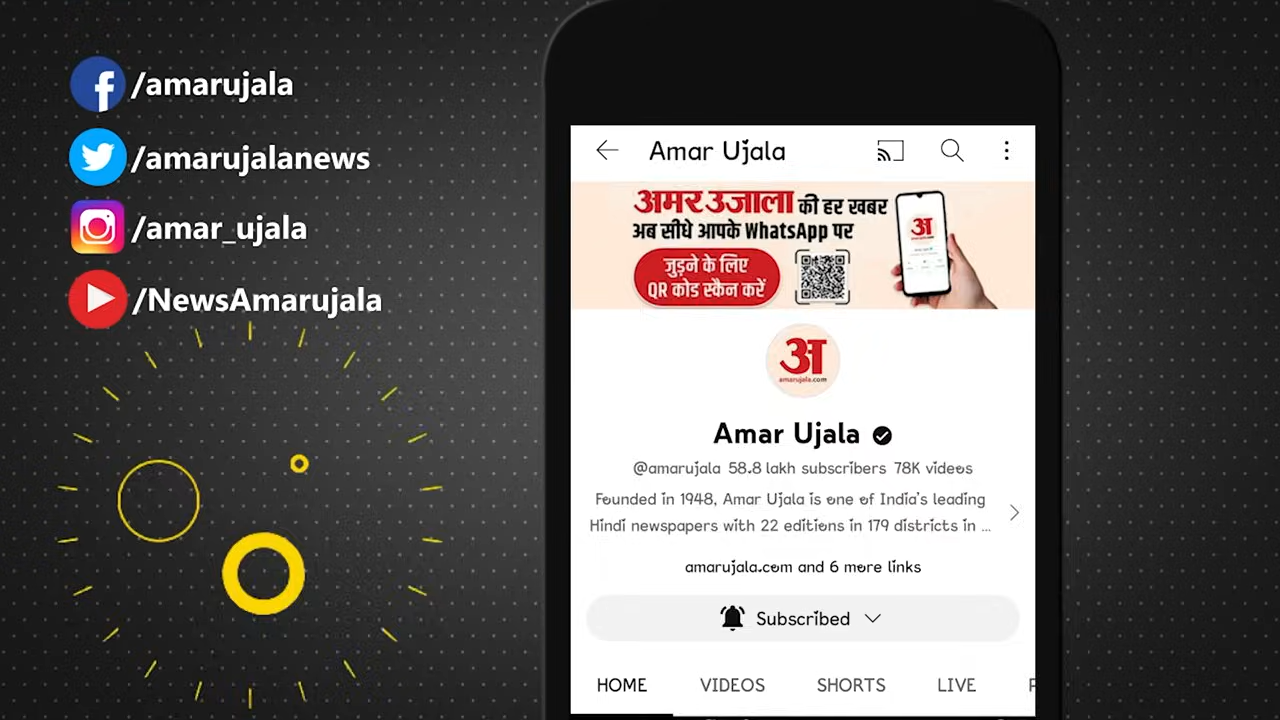 /amarujala
/amarujalanews
/amar_ujala
/NewsAmarujala
Amar Ujala
अमर उजाला की हर खबर
अब सीधे आपके WhatsApp पर
जुड़ने के लिए
QR कोड स्कैन करें
अ
अ
amarujala.com
Amar Ujala
@amarujala 58.8 lakh subscribers 78K videos
Founded in 1948, Amar Ujala is one of India's leading
Hindi newspapers with 22 editions in 179 districts in ...
amarujala.com and 6 more links
Subscribed
HOME VIDEOS SHORTS LIVE